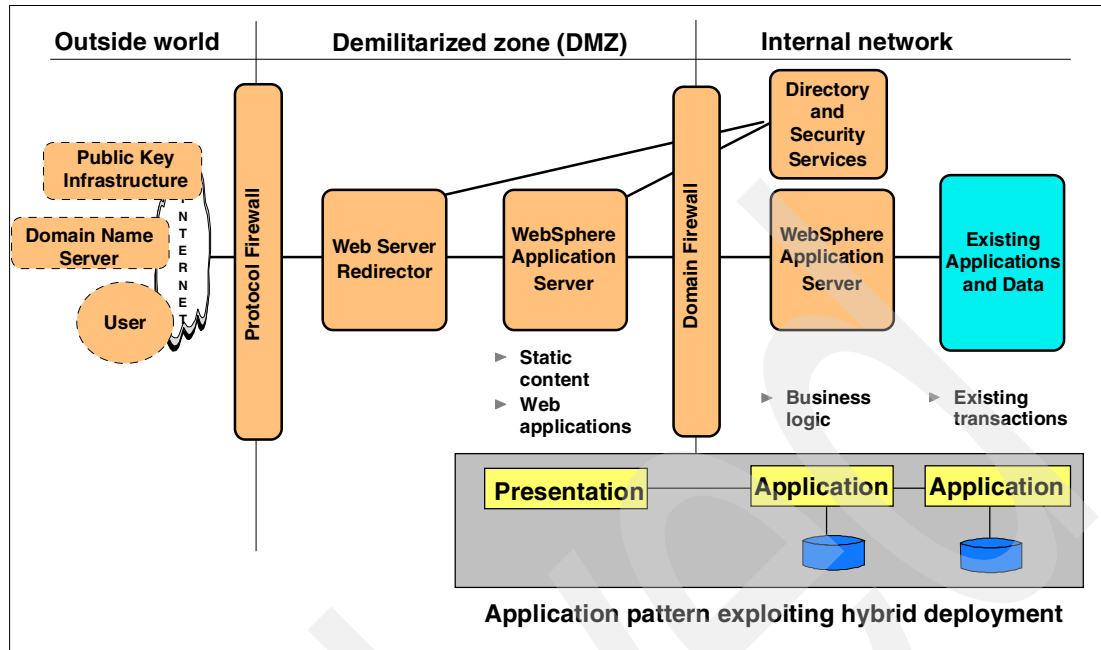 Outside world
Demilitarized zone (DMZ)
Internal network
Public Key
Infrastructure
Domain Name
Server
User
INTERNET
Protocol Firewall
Web Server
Redirector
WebSphere
Application
Server
Domain Firewall
Directory
and
Security
Services
WebSphere
Application
Server
Existing
Applications
and Data
Static
content
Web
applications
Business
logic
Existing
transactions
Presentation
Application
Application
Application pattern exploiting hybrid deployment